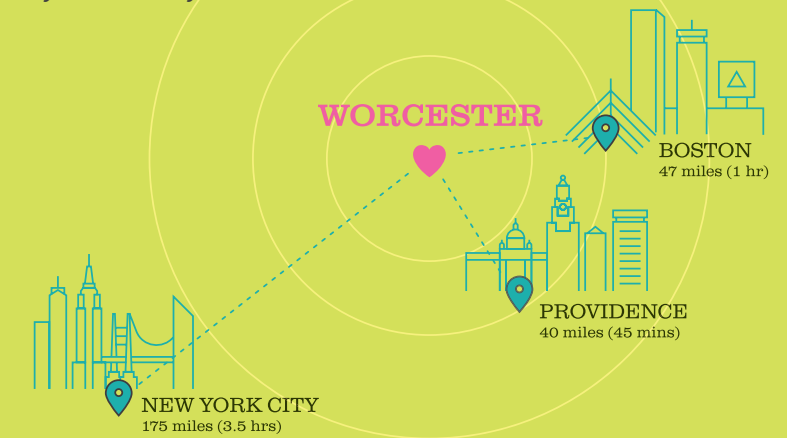 WORCESTER
BOSTON
47 miles (1 hr)
PROVIDENCE
40 miles (45 mins)
NEW YORK CITY
175 miles (3.5 hrs)